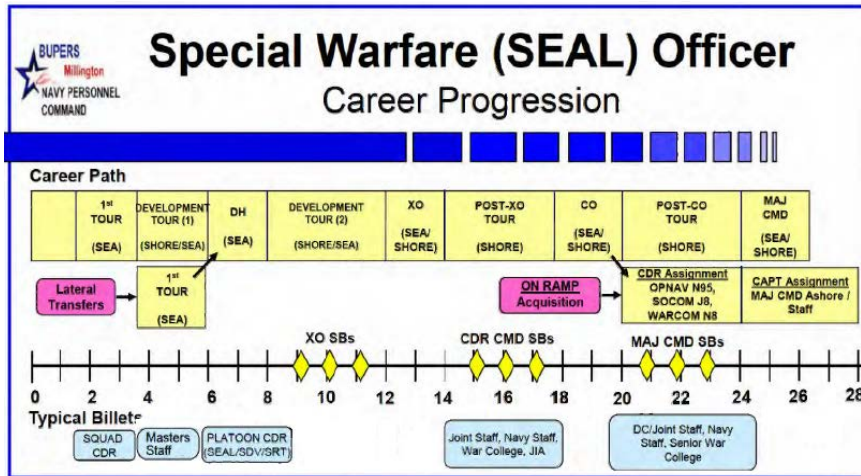 BUPERS
Millington
NAVY PERSONNEL
COMMAND
Special Warfare (SEAL) Officer
Career Progression
Career Path
1st
TOUR
(SEA)
DEVELOPMENT
TOUR (1)
(SHORE/SEA)
DH
(SEA)
DEVELOPMENT
TOUR (2)
(SHORE/SEA)
XO
(SEA/
SHORE)
POST-XO
TOUR
(SHORE)
CO
(SEA/
SHORE)
POST-CO
TOUR
(SHORE)
MAJ
CMD
(SEA/
SHORE)
Lateral
Transfers
1st
TOUR
(SEA)
ON RAMP
Acquisition
CDR Assignment
OPNAV N95,
SOCOM J8,
WARCOM N8
CAPT Assignment
MAJ CMD Ashore /
Staff
XO SBs
CDR CMD SBs
MAJ CMD SBs
0 2 4 6 8 10 12 14 16 18 20 22 24 26 28
Typical Billets
SQUAD
CDR
Masters
Staff
PLATOON CDR
(SEAL/SDV/SRT)
Joint Staff, Navy Staff,
War College, JIA
DC/Joint Staff, Navy
Staff, Senior War
College